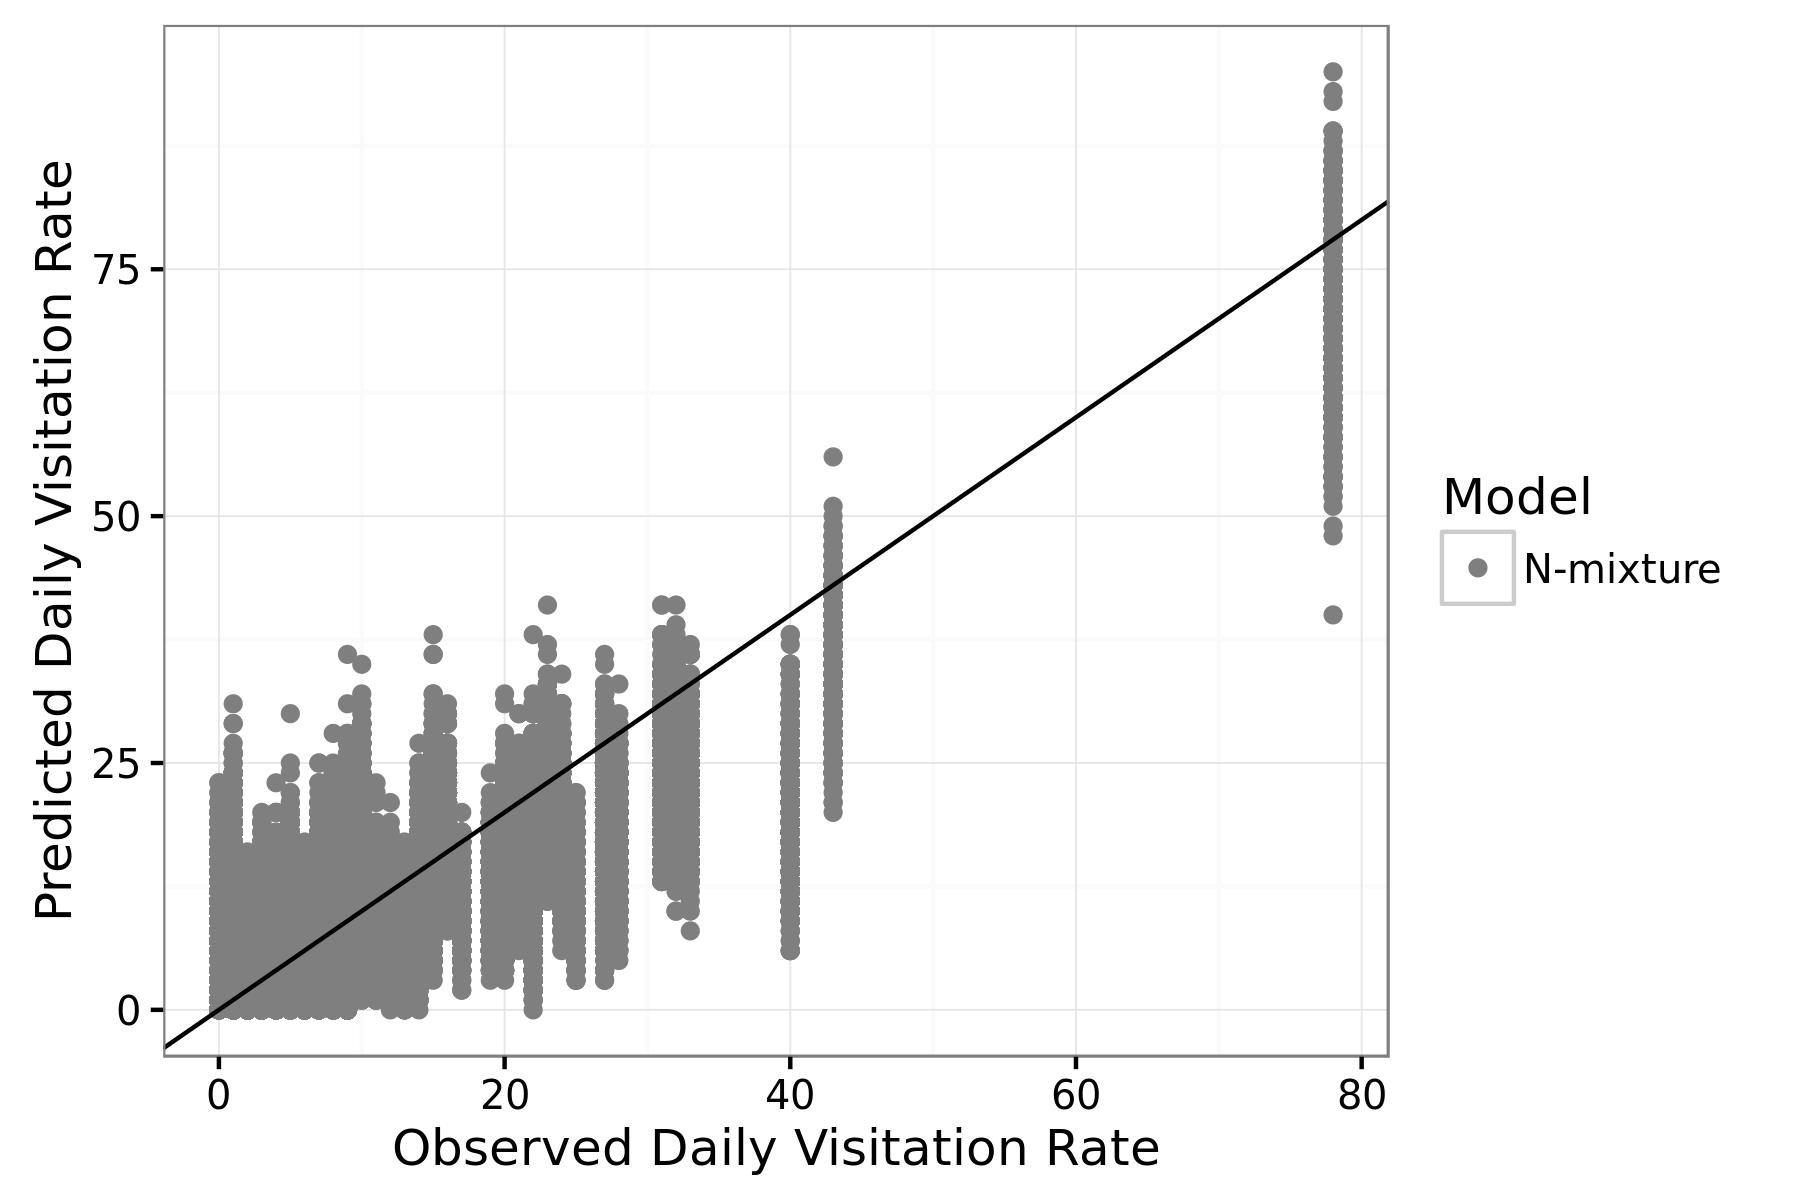 Predicted Daily Visitation Rate
75
50
25
0
0 20 40 60 80
Observed Daily Visitation Rate
Model
N-mixture